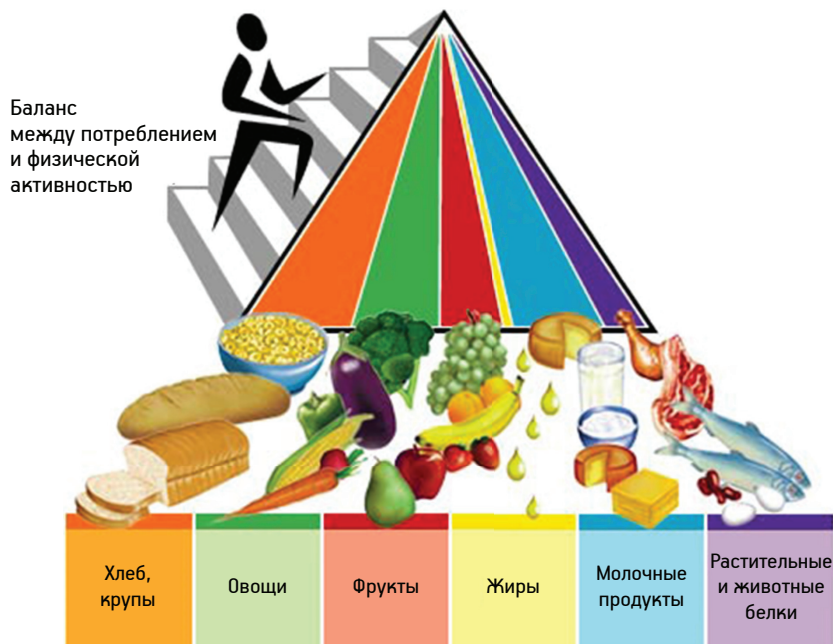 Баланс
между потреблением
и физической
активностью
Хлеб,
крупы
Овощи
Фрукты
Жиры
Молочные
продукты
Растительные
и животные
белки